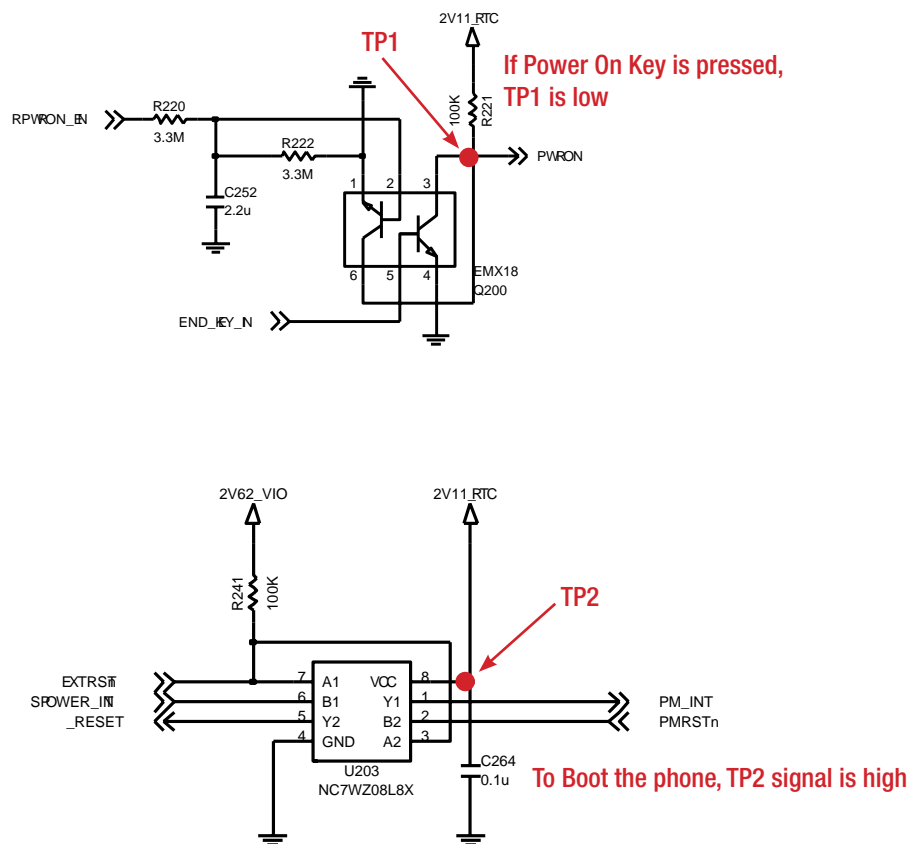 2V11_RTC
TP1
If Power On Key is pressed,
TP1 is low
100K
R221
RPWRON_EN
R220
3.3M
R222
3.3M
PWRON
C252
2.2u
1
2
3
6
5
4
EMX18
Q200
END_KEY_IN
2V62_VIO
2V11_RTC
R241
100K
TP2
EXTRSTn
7
A1
VCC
8
SPOWER_INT
6
B1
Y1
1
PM_INT
_RESET
5
Y2
B2
2
PMRSTn
4
GND
A2
3
U203
NC7WZ08L8X
C264
0.1u
To Boot the phone, TP2 signal is high